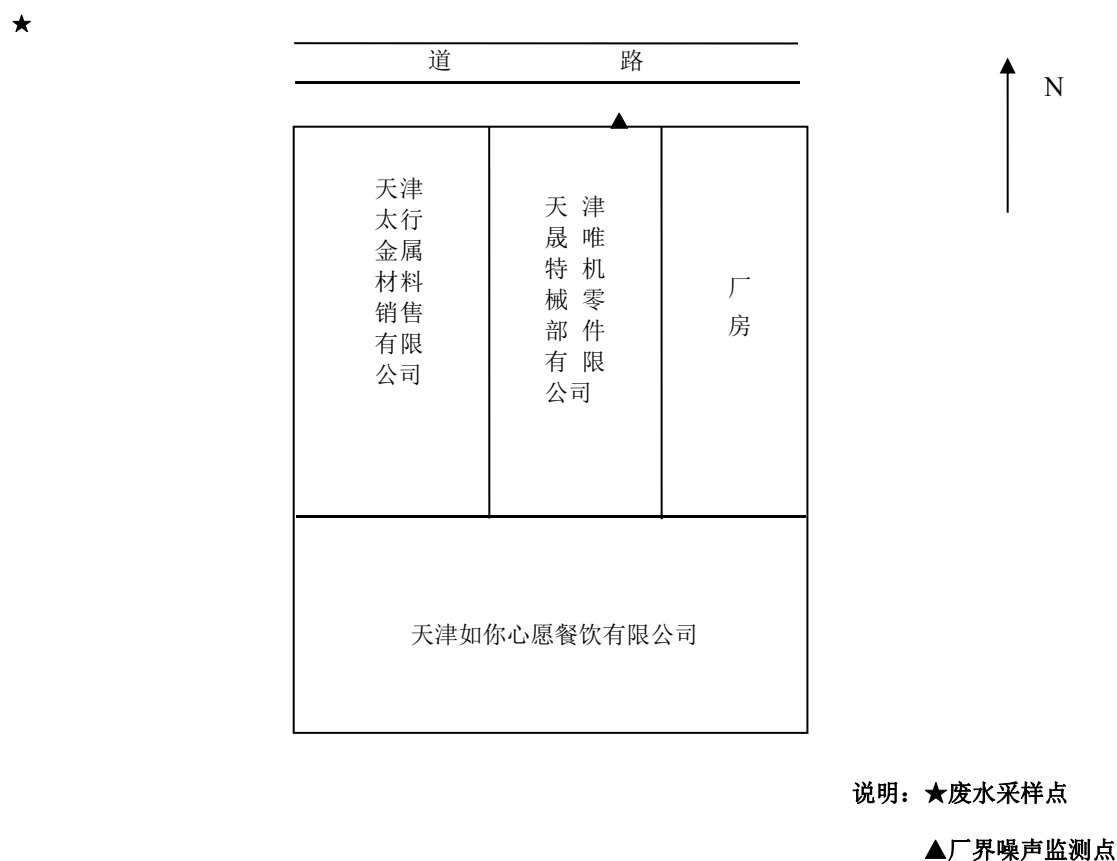 ★
道 路
N
天津
太行
金属
材料
销售
有限
公司
天 津
晟 唯
特 机
械 零
部 件
有 限
公司
厂
房
天津如你心愿餐饮有限公司
说明：★废水采样点
▲厂界噪声监测点